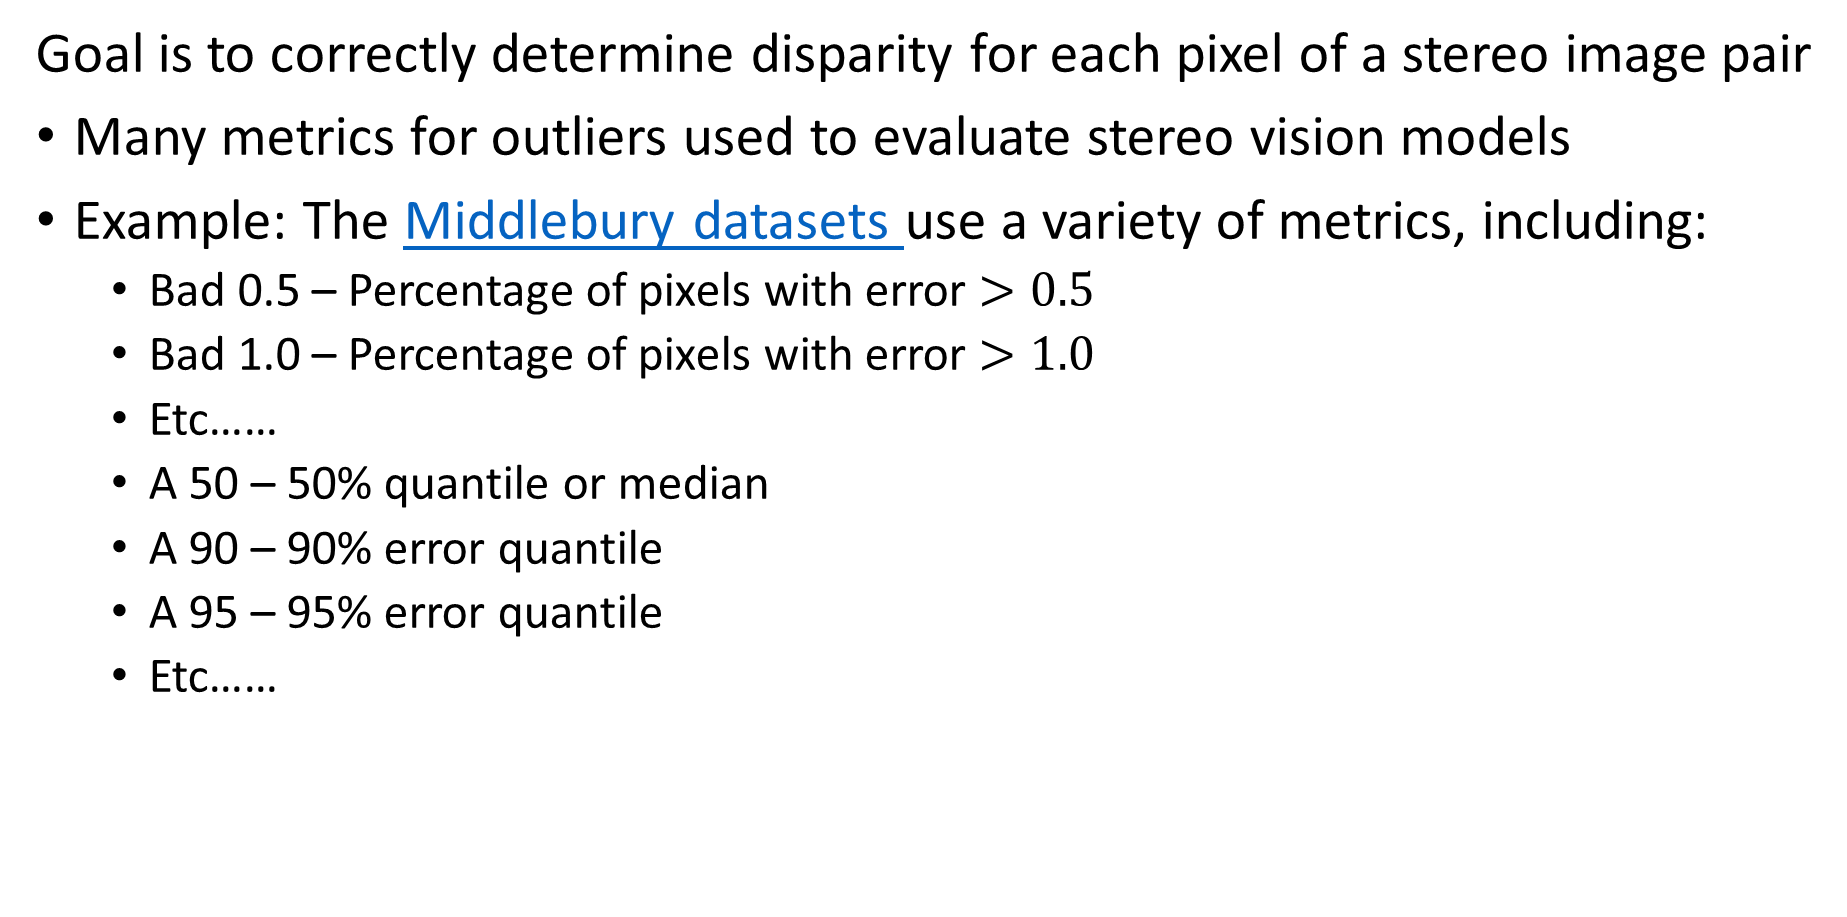 Goal is to correctly determine disparity for each pixel of a stereo image pair
• Many metrics for outliers used to evaluate stereo vision models
• Example: The Middlebury datasets use a variety of metrics, including:
• Bad 0.5 – Percentage of pixels with error > 0.5
• Bad 1.0 – Percentage of pixels with error > 1.0
• Etc……
• A 50 – 50% quantile or median
• A 90 – 90% error quantile
• A 95 – 95% error quantile
• Etc……